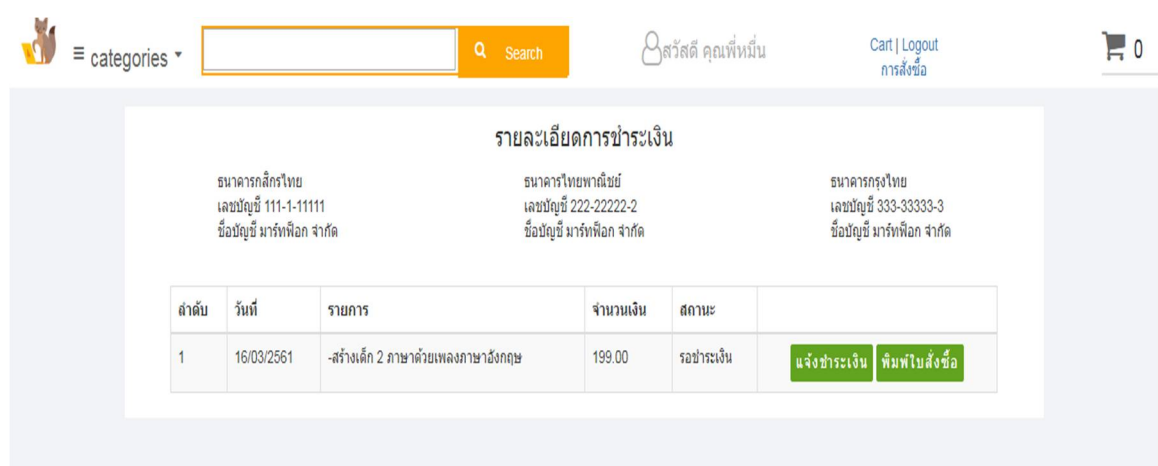 ≡ categories
Search
สวัสดี คุณพี่หมื่น
Cart | Logout
การสั่งซื้อ
0
รายละเอียดการชำระเงิน
ธนาคารกสิกรไทย
เลขบัญชี 111-1-11111
ชื่อบัญชี มาร์ทฟ็อก จำกัด
ธนาคารไทยพาณิชย์
เลขบัญชี 222-22222-2
ชื่อบัญชี มาร์ทฟ็อก จำกัด
ธนาคารกรุงไทย
เลขบัญชี 333-33333-3
ชื่อบัญชี มาร์ทฟ็อก จำกัด
ลำดับ วันที่ รายการ จำนวนเงิน สถานะ
1 16/03/2561 -สร้างเด็ก 2 ภาษาด้วยเพลงภาษาอังกฤษ 199.00 รอชำระเงิน แจ้งชำระเงิน พิมพ์ใบสั่งซื้อ